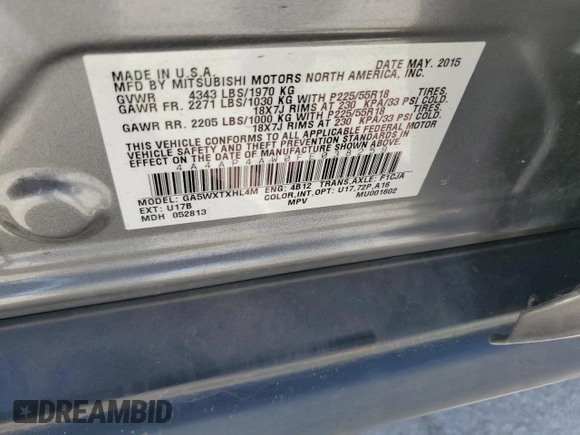 MADE IN U.S.A. DATE MAY. 2015
MFD BY MITSUBISHI MOTORS NORTH AMERICA, INC.
GVWR 4343 LBS/1970 KG
GAWR FR. 2271 LBS/1030 KG WITH P225/55R18 TIRES,
18X7J RIMS AT 230 KPA/33 PSI COLD.
GAWR RR. 2205 LBS/1000 KG WITH P225/55R18 TIRES,
18X7J RIMS AT 230 KPA/33 PSI COLD.
THIS VEHICLE CONFORMS TO ALL APPLICABLE FEDERAL MOTOR
VEHICLE SAFETY STANDARDS IN EFFECT ON THE DATE OF
MANUFACTURE SHOWN ABOVE.
MODEL: GA5WXTXHL4M ENG: 4B12 TRANS,AXLE: F1CJA
EXT: U17B COLOR,INT,OPT: U17,72P,A16
MDH 052813 MPV MU001602
DREAMBID